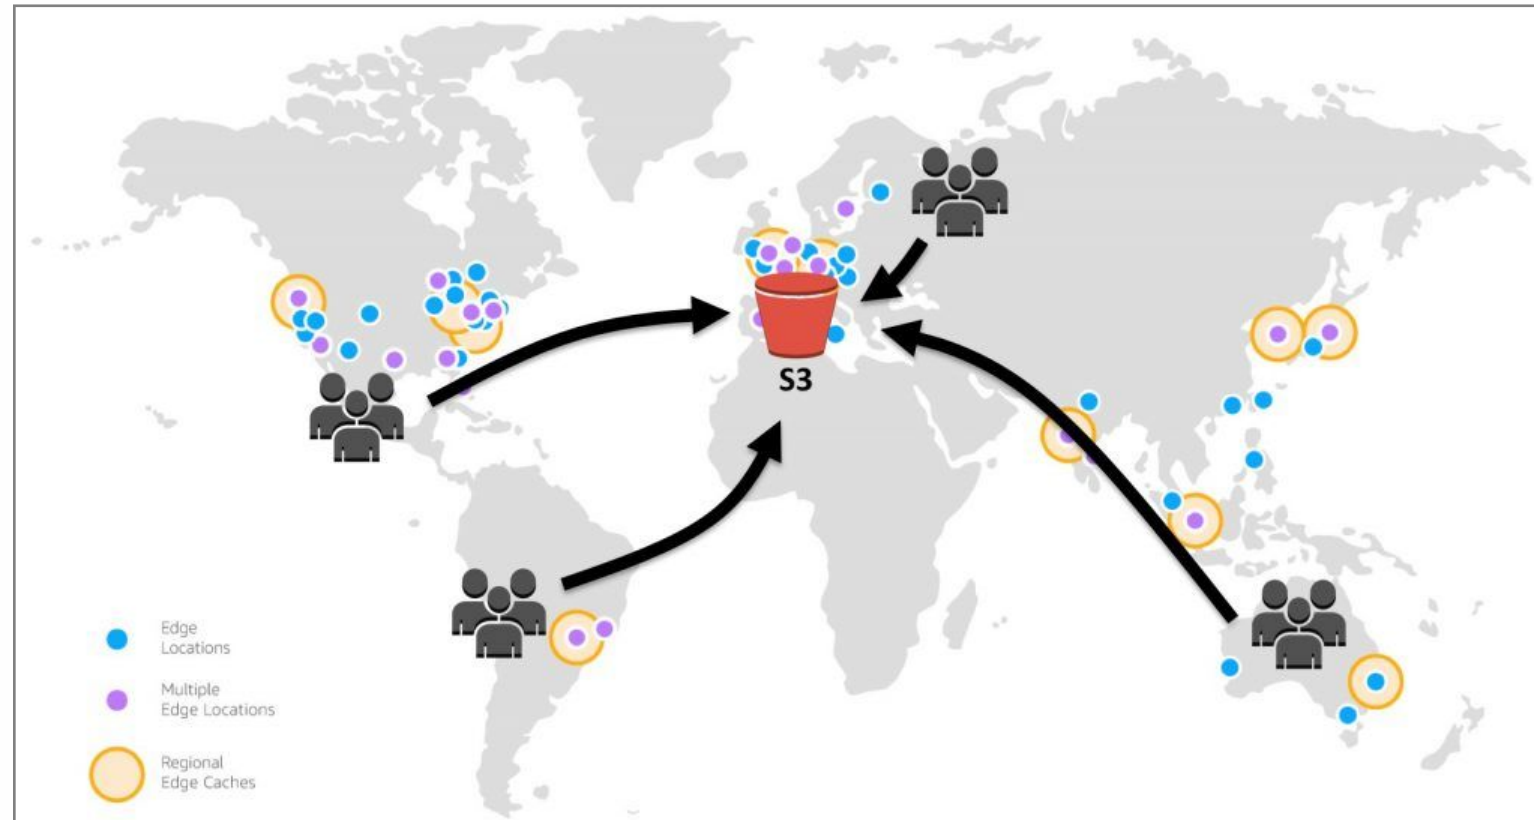 S3
Edge
Locations
Multiple
Edge Locations
Regional
Edge Caches